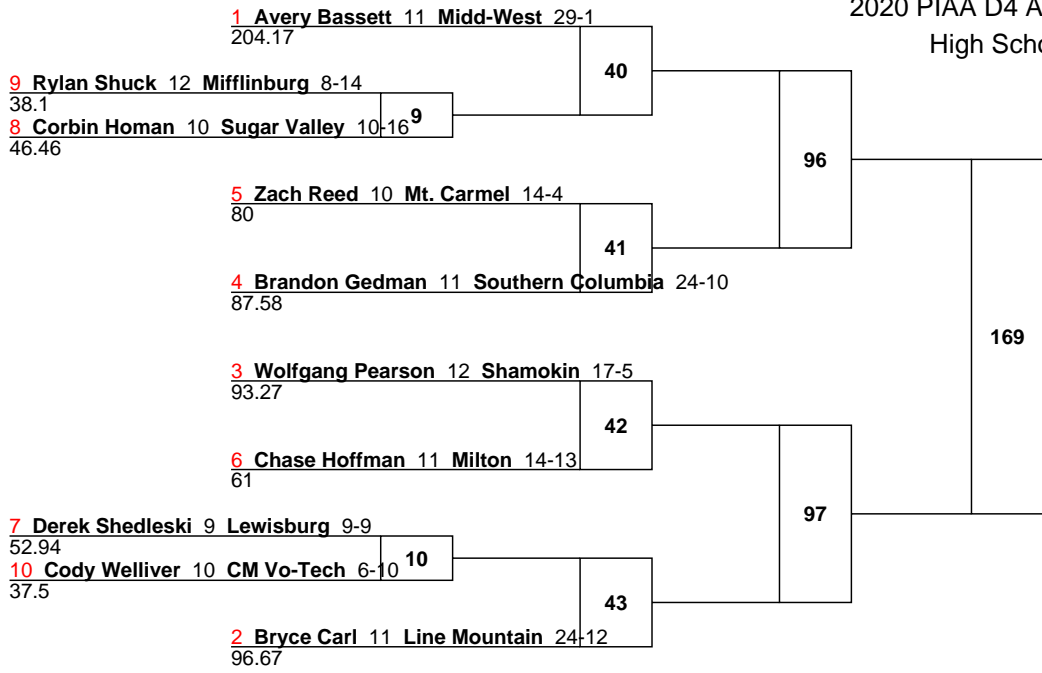 2020 PIAA D4 A
High Scho
1 Avery Bassett 11 Midd-West 29-1
204.17
40
9 Rylan Shuck 12 Mifflinburg 8-14
38.1
9
8 Corbin Homan 10 Sugar Valley 10-16
46.46
96
5 Zach Reed 10 Mt. Carmel 14-4
80
41
4 Brandon Gedman 11 Southern Columbia 24-10
87.58
169
3 Wolfgang Pearson 12 Shamokin 17-5
93.27
42
6 Chase Hoffman 11 Milton 14-13
61
97
7 Derek Shedleski 9 Lewisburg 9-9
52.94
10
10 Cody Welliver 10 CM Vo-Tech 6-10
37.5
43
2 Bryce Carl 11 Line Mountain 24-12
96.67